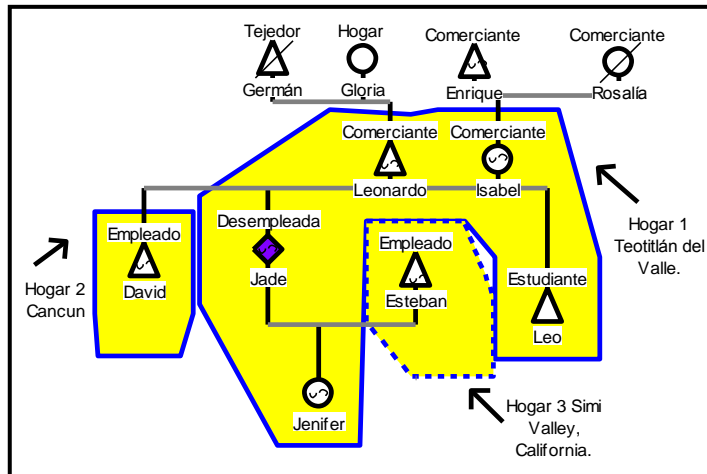 Tejedor
Hogar
Comerciante
Comerciante
Germán
Gloria
Enrique
Rosalía
Comerciante
Comerciante
Leonardo
Isabel
Hogar 1
Teotitlán del
Valle.
Empleado
Desempleada
Empleado
Estudiante
Hogar 2
Cancun
David
Jade
Esteban
Leo
Jenifer
Hogar 3 Simi
Valley,
California.